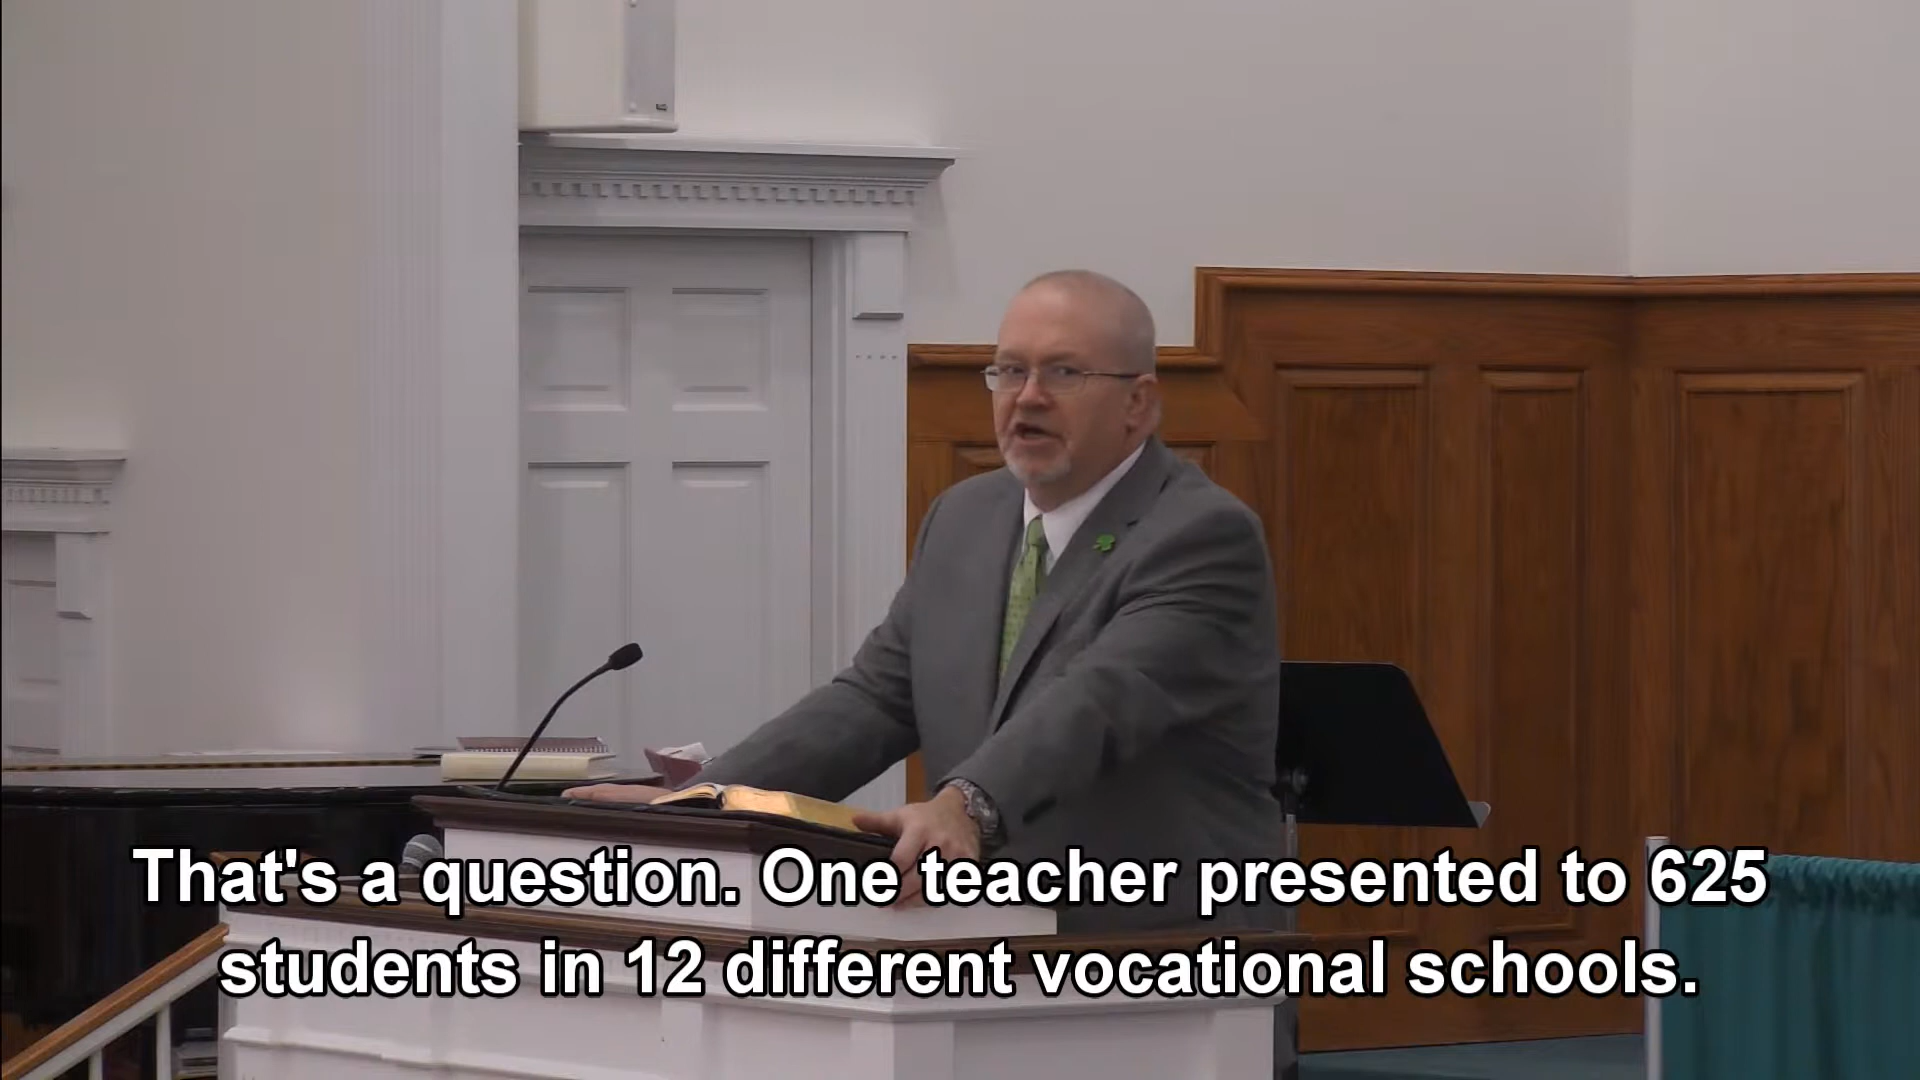 That's a question. One teacher presented to 625
students in 12 different vocational schools.